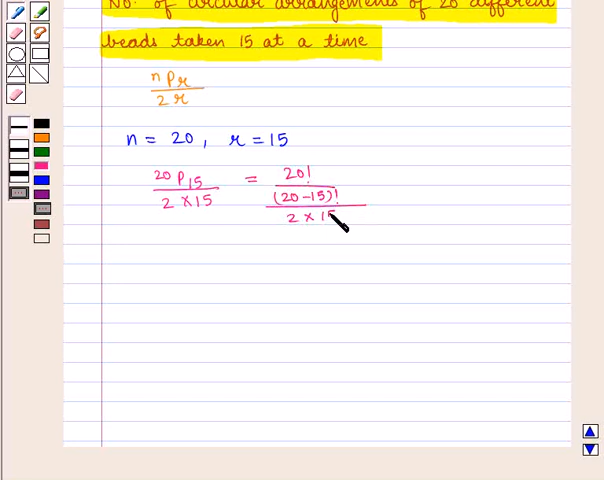 No. of circular arrangements of 20 different
beads taken 15 at a time
nPr
2r
n = 20, r = 15
20P15 = 20!
(20-15)!
2 × 15 2 × 15